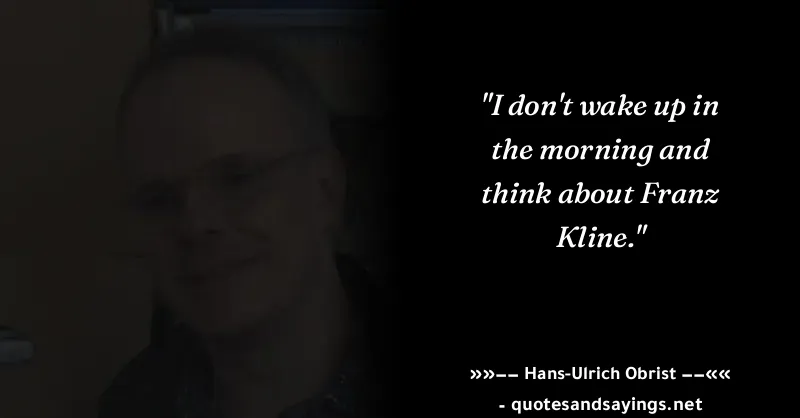 "I don't wake up in
the morning and
think about Franz
Kline."
»»−− Hans-Ulrich Obrist −−««
- quotesandsayings.net